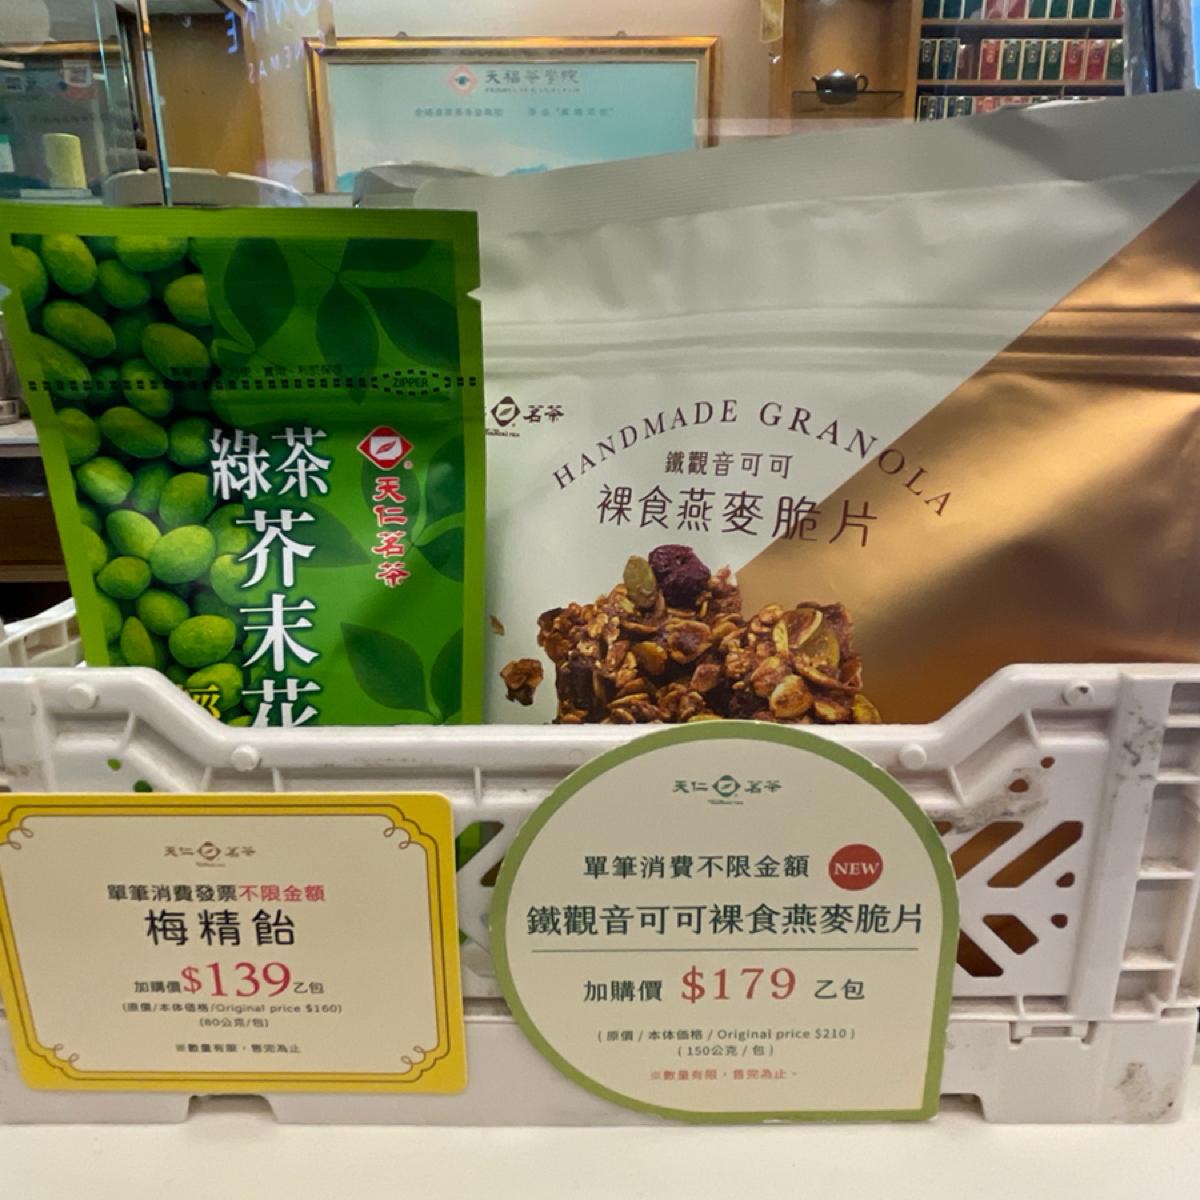 天福茶學院
ZIPPER
綠茶
芥末花
天仁茗茶
茗茶
HANDMADE GRANOLA
鐵觀音可可
裸食燕麥脆片
天仁茗茶
單筆消費發票不限金額
梅精飴
加購價$139乙包
(原價/本体価格/Original price $160)
(80公克/包)
※數量有限，售完為止
天仁茗茶
單筆消費不限金額 NEW
鐵觀音可可裸食燕麥脆片
加購價 $179 乙包
(原價 / 本体価格 / Original price $210)
(150公克 / 包)
※數量有限，售完為止。